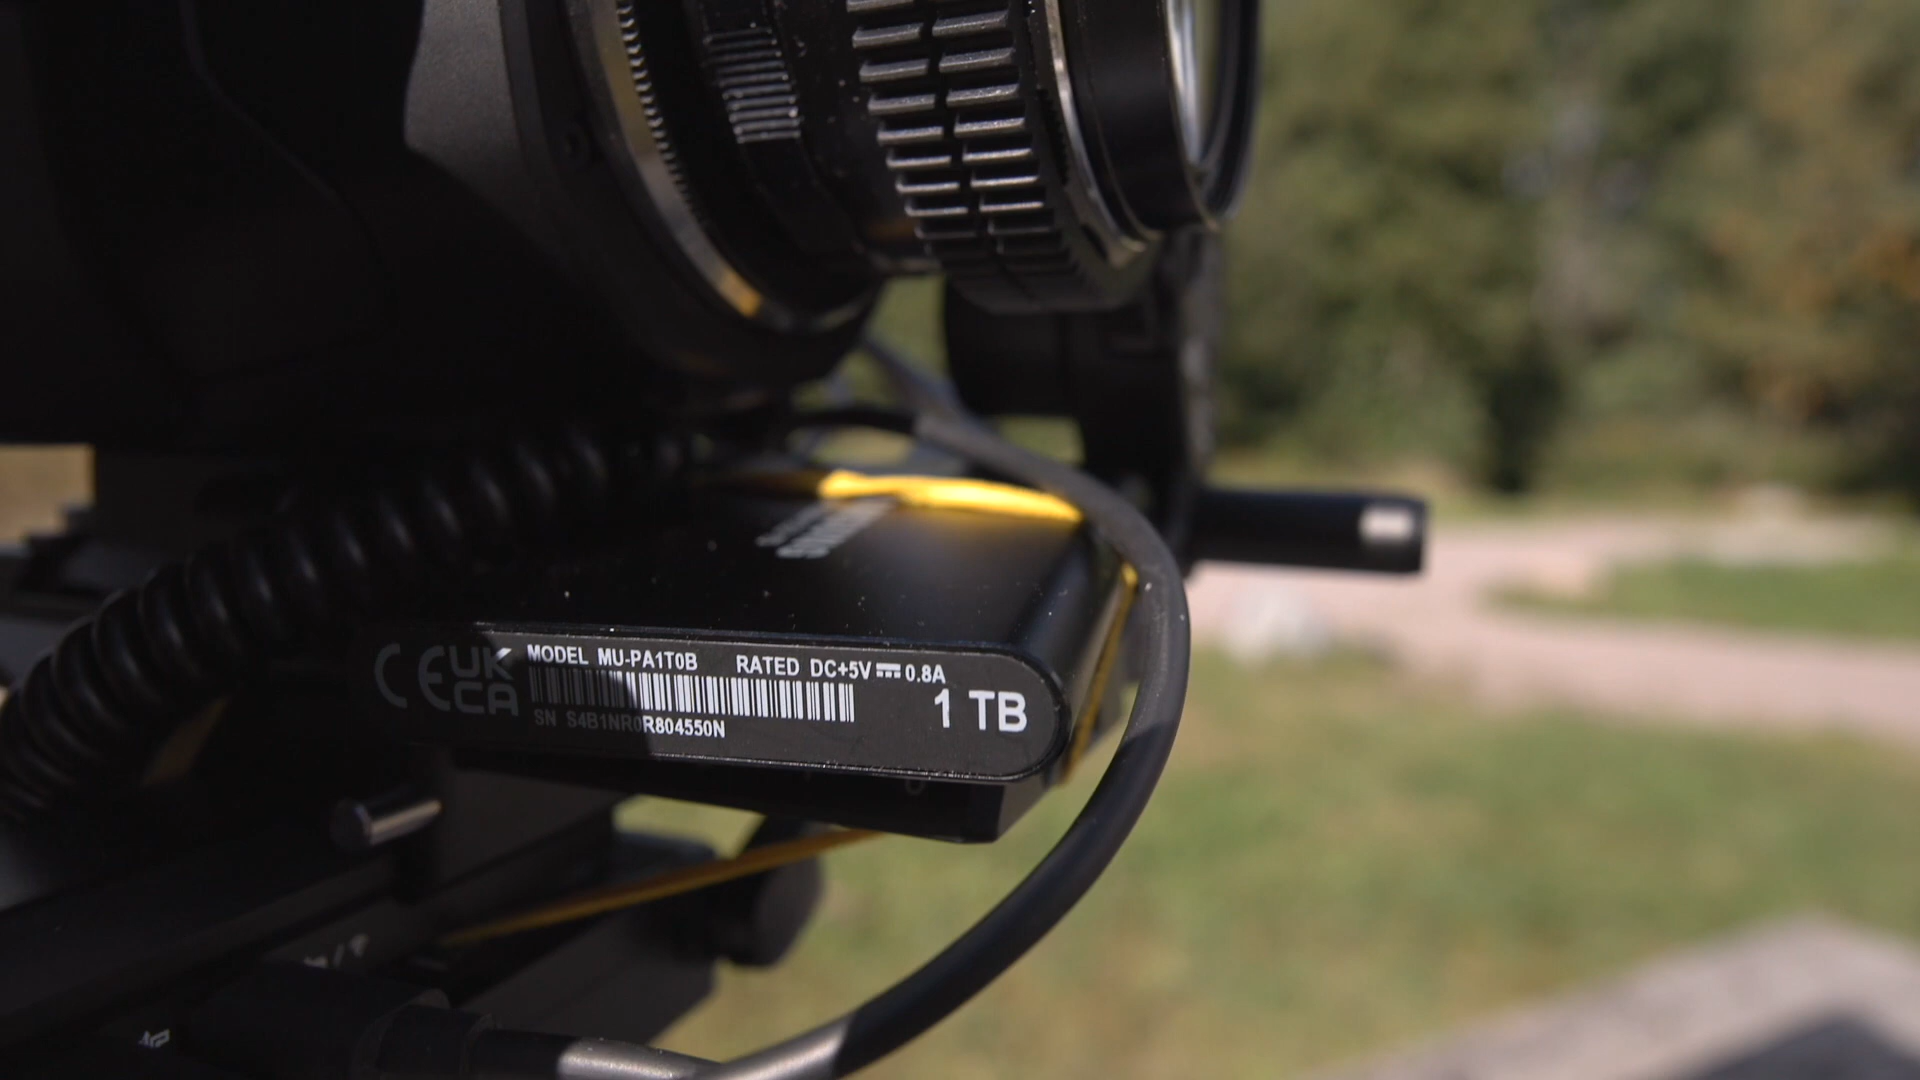 CE UK CA
MODEL MU-PA1T0B RATED DC+5V⎓0.8A
1 TB
SN S4B1NR0R804550N